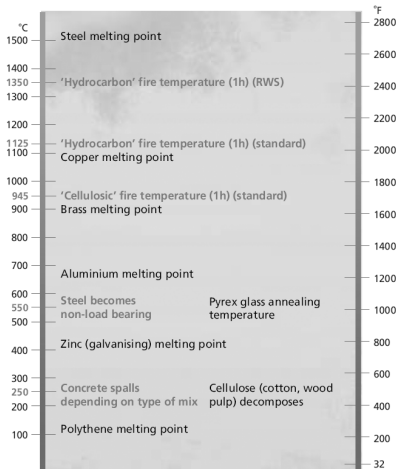 °C
°F
2800
Steel melting point
1500
2600
1400
1350 'Hydrocarbon' fire temperature (1h) (RWS)
2400
1300
2200
1200
1125 'Hydrocarbon' fire temperature (1h) (standard)
1100 Copper melting point
2000
1000
1800
945 'Cellulosic' fire temperature (1h) (standard)
900 Brass melting point
1600
800
1400
700
Aluminium melting point
1200
600
550 Steel becomes
non-load bearing
Pyrex glass annealing
temperature
1000
500
Zinc (galvanising) melting point
800
400
600
300
250 Concrete spalls
depending on type of mix
Cellulose (cotton, wood
pulp) decomposes
200
400
Polythene melting point
100
200
32